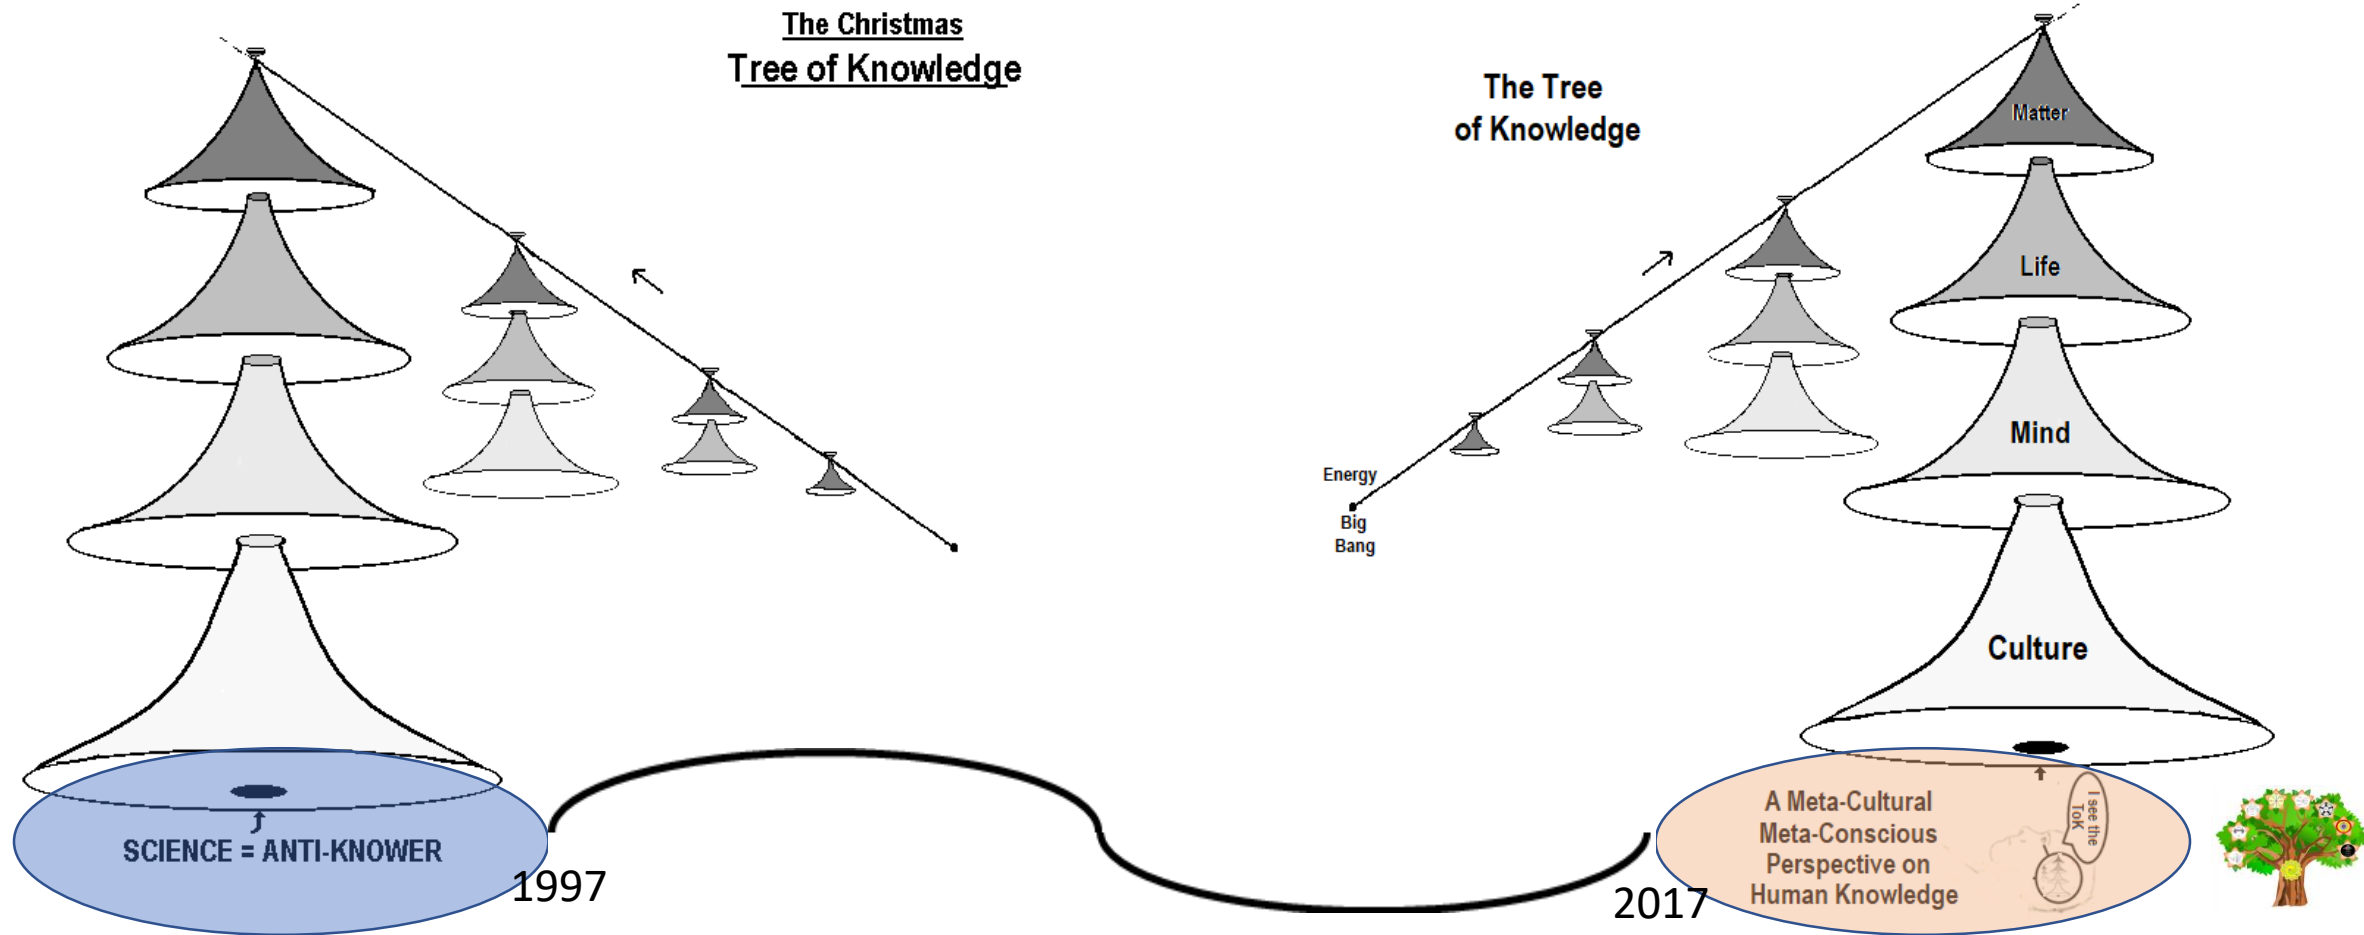 The Christmas
Tree of Knowledge
SCIENCE = ANTI-KNOWER
1997
The Tree
of Knowledge
Matter
Life
Mind
Culture
Energy
Big
Bang
A Meta-Cultural
Meta-Conscious
Perspective on
Human Knowledge
I see the
ToK
2017